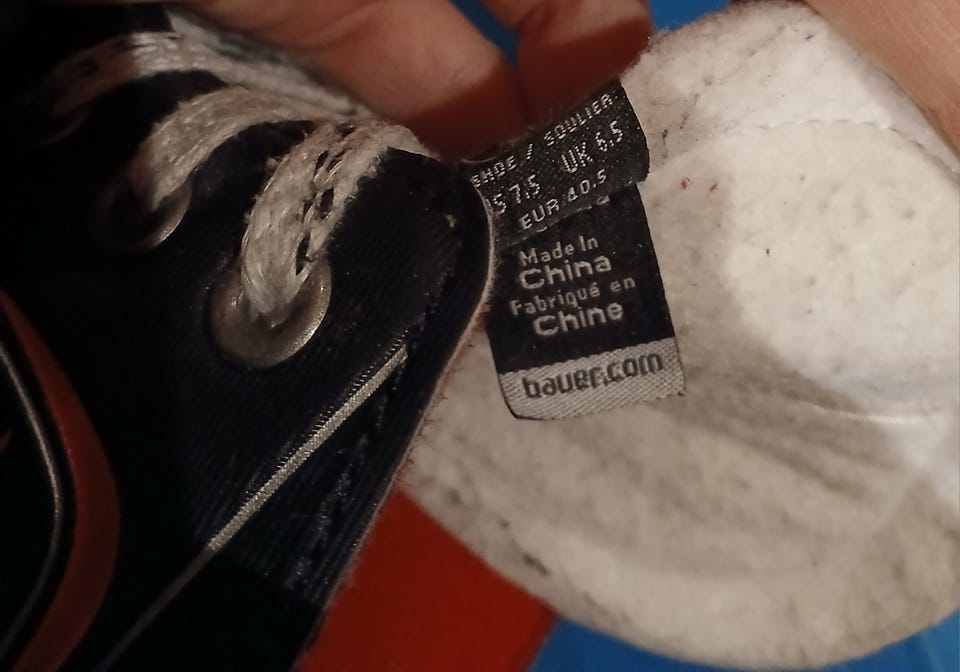 SHOE / SOULIER
US 7.5 UK 6.5
EUR 40.5
Made In
China
Fabriqué en
Chine
bauer.com